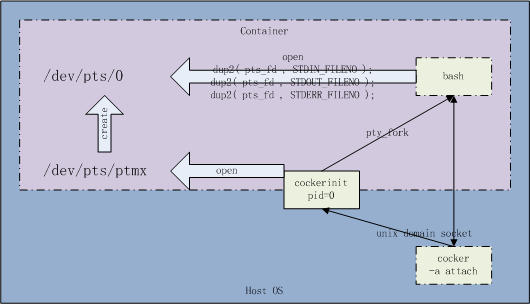 Container
open
dup2( pts_fd , STDIN_FILENO );
dup2( pts_fd , STDOUT_FILENO );
dup2( pts_fd , STDERR_FILENO );
/dev/pts/0
bash
create
pty_fork
/dev/pts/ptmx
open
cockerinit
pid=0
unix domain socket
cocker
-a attach
Host OS